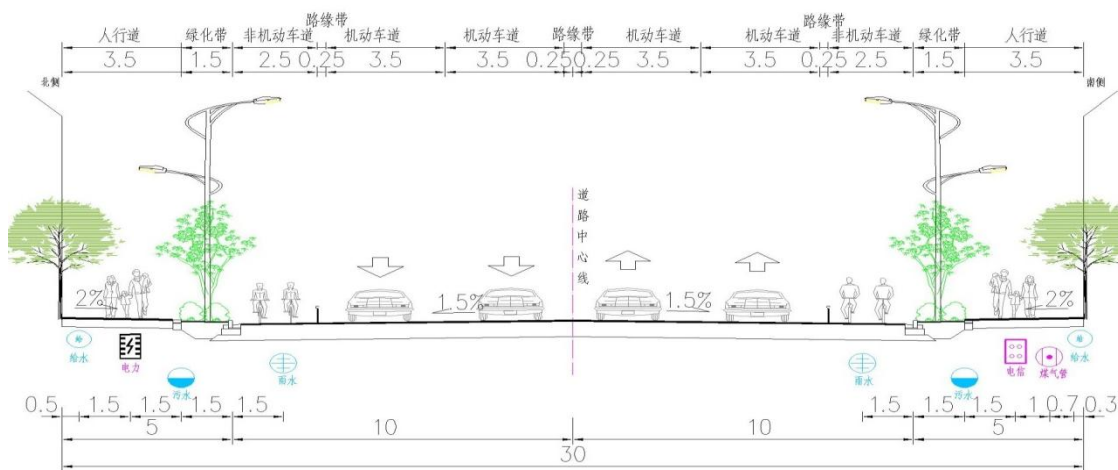 路缘带 路缘带
人行道 绿化带 非机动车道 机动车道 机动车道 路缘带 机动车道 机动车道 非机动车道 绿化带 人行道
3.5 1.5 2.5 0.25 3.5 3.5 0.25 0.25 3.5 3.5 0.25 2.5 1.5 3.5
北侧 南侧
道路中心线
2% 1.5% 1.5% 2%
给 给
给水 电力 污水 雨水 雨水 污水 电信 煤气管 给水
0.5 1.5 1.5 1.5 1.5 1.5 1.5 1.5 1 0.7 0.3
5 10 10 5
30